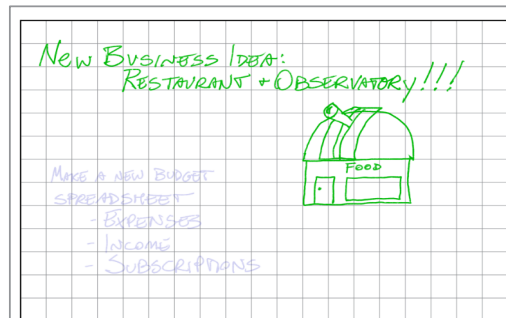 New Business Idea:
Restaurant + Observatory!!!
Food
Make a new budget
spreadsheet
- Expenses
- Income
- Subscriptions